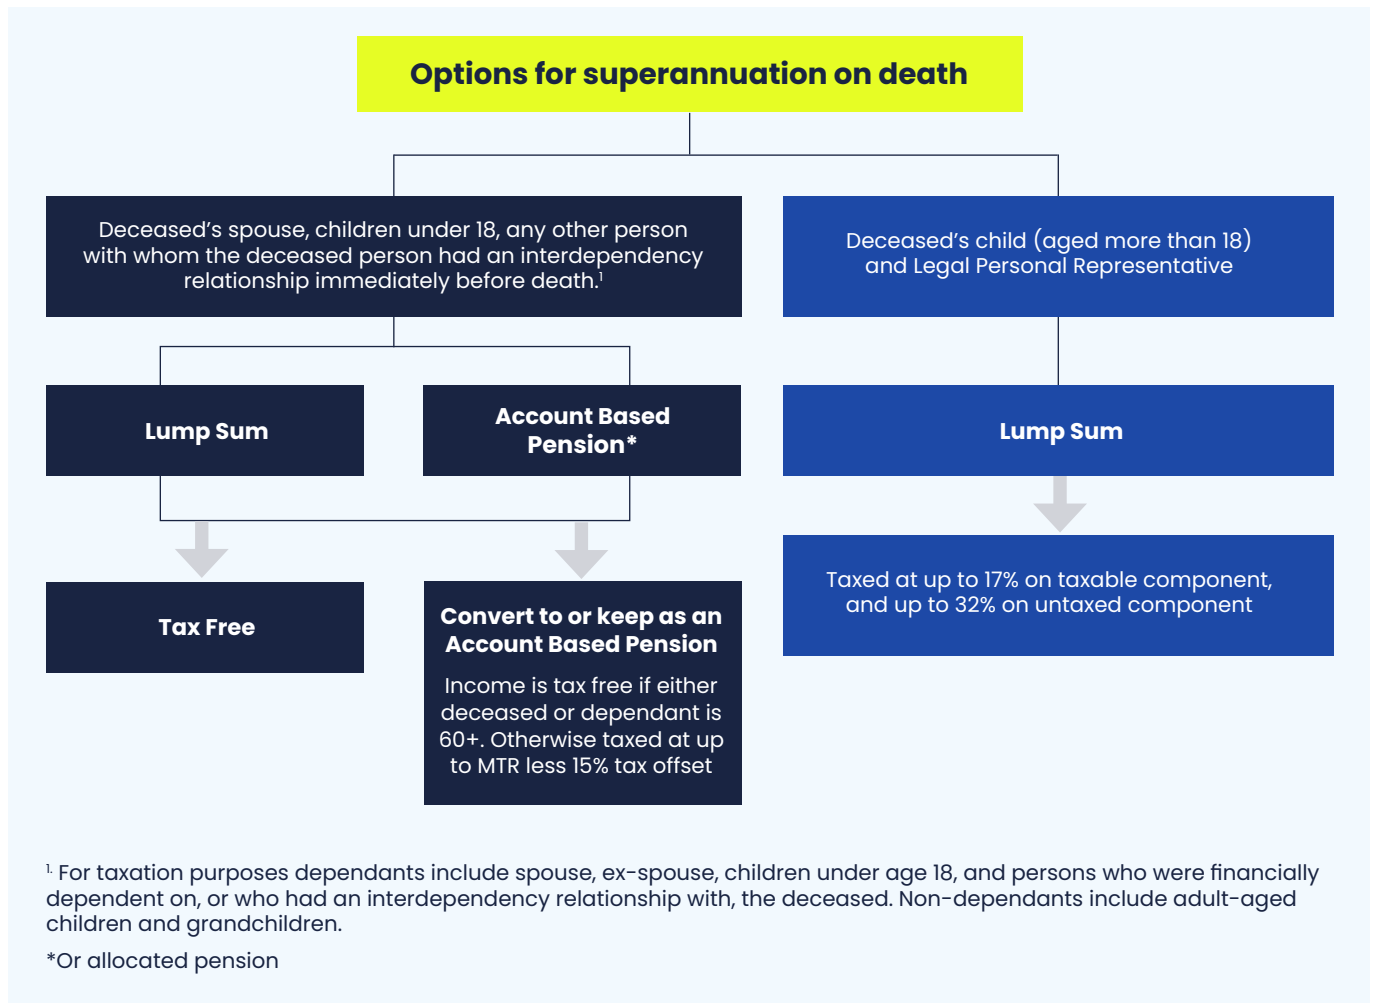 Options for superannuation on death
Deceased’s spouse, children under 18, any other person
with whom the deceased person had an interdependency
relationship immediately before death.¹
Deceased’s child (aged more than 18)
and Legal Personal Representative
Lump Sum
Account Based
Pension*
Lump Sum
Tax Free
Convert to or keep as an
Account Based Pension
Income is tax free if either
deceased or dependant is
60+. Otherwise taxed at up
to MTR less 15% tax offset
Taxed at up to 17% on taxable component,
and up to 32% on untaxed component
¹· For taxation purposes dependants include spouse, ex-spouse, children under age 18, and persons who were financially
dependent on, or who had an interdependency relationship with, the deceased. Non-dependants include adult-aged
children and grandchildren.
*Or allocated pension